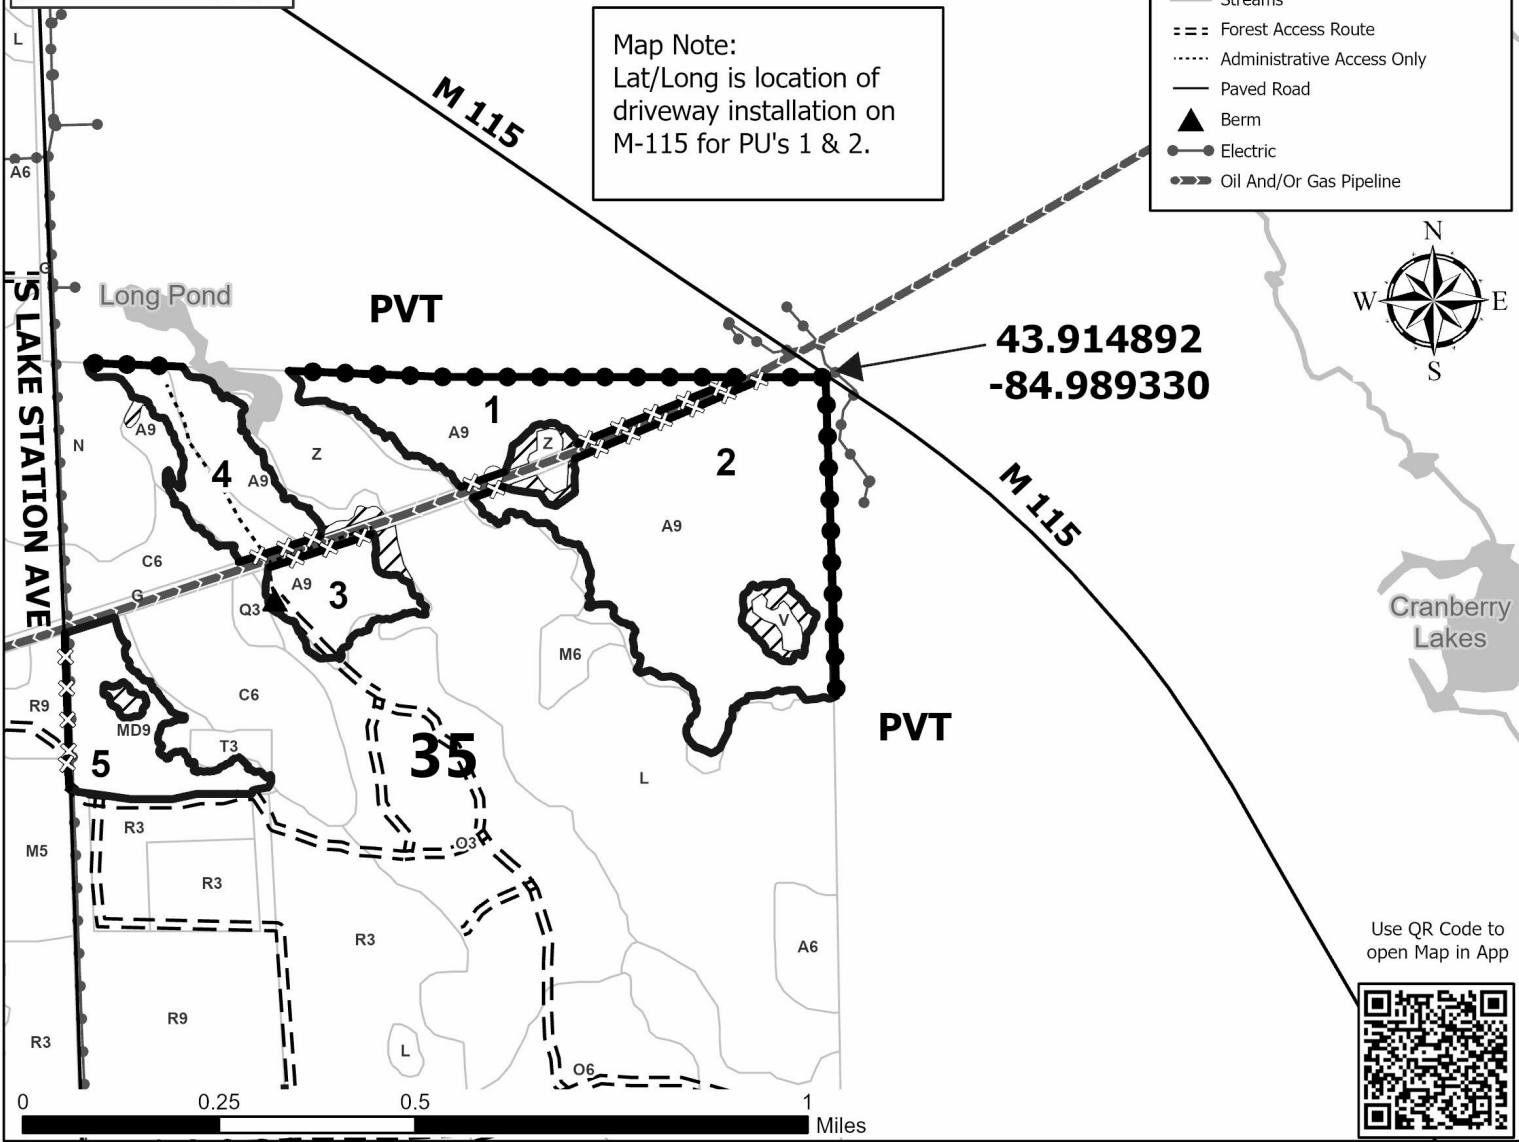 Streams
Forest Access Route
Administrative Access Only
Paved Road
Berm
Electric
Oil And/Or Gas Pipeline
Map Note:
Lat/Long is location of
driveway installation on
M-115 for PU's 1 & 2.
M 115
L
A6
G
N
W E
S
Long Pond
PVT
43.914892
-84.989330
S LAKE STATION AVE
1
A9
Z
2
A9
N
A9
4
A9
Z
M 115
C6
G
A9
3
Q3
V
Cranberry
Lakes
M6
R9
C6
MD9
T3
5
35
PVT
L
R3
O3
M5
R3
R3
A6
Use QR Code to
open Map in App
R9
R3
L
O6
0 0.25 0.5 1
Miles